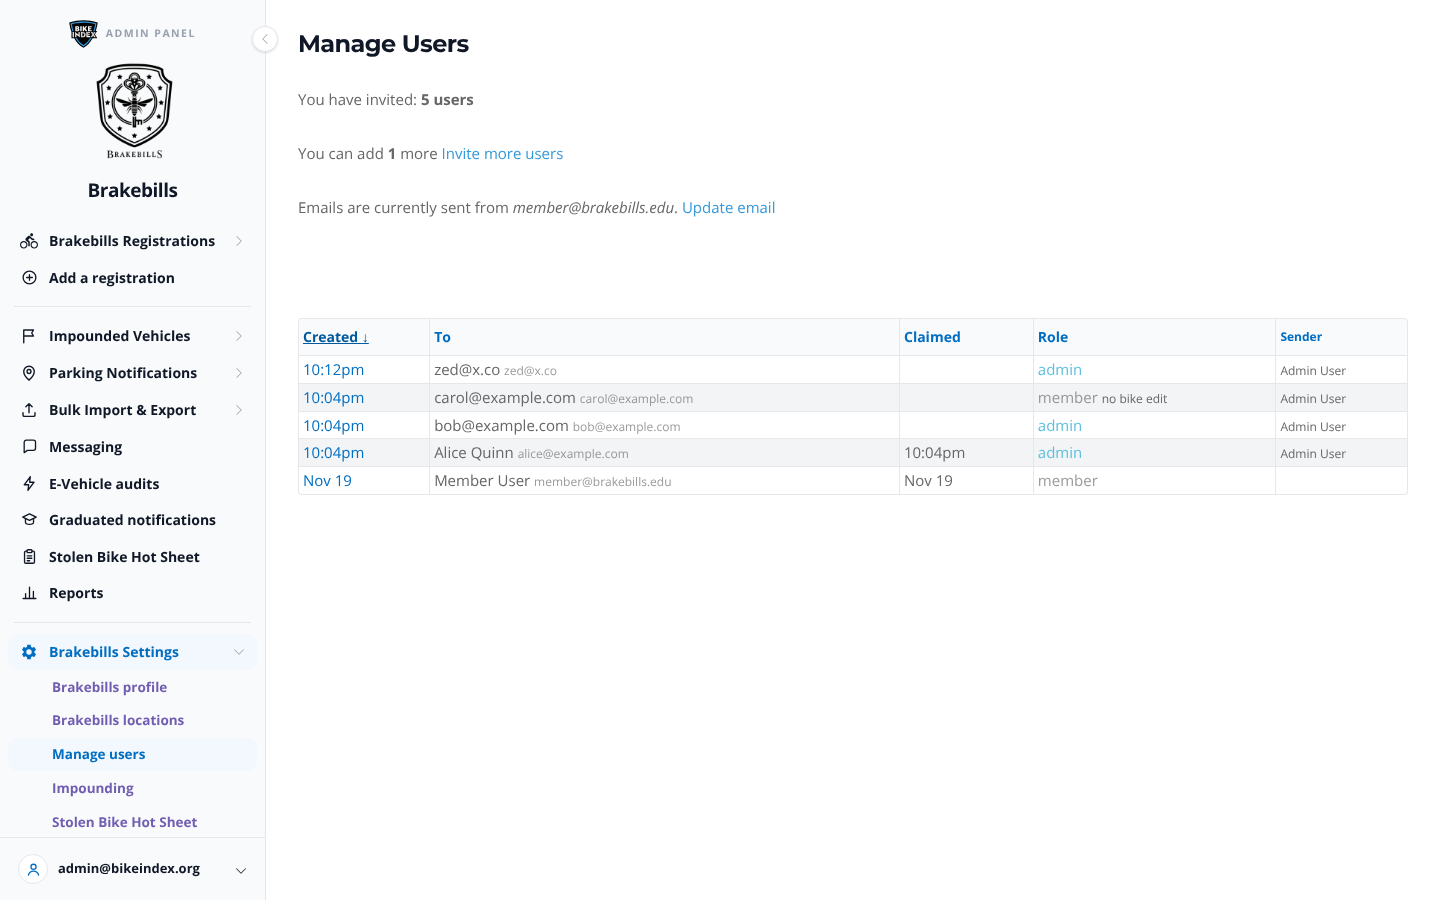 BIKE
INDEX
ADMIN PANEL
BRAKEBILLS
Brakebills
Brakebills Registrations
Add a registration
Impounded Vehicles
Parking Notifications
Bulk Import & Export
Messaging
E-Vehicle audits
Graduated notifications
Stolen Bike Hot Sheet
Reports
Brakebills Settings
Brakebills profile
Brakebills locations
Manage users
Impounding
Stolen Bike Hot Sheet
admin@bikeindex.org
Manage Users
You have invited: 5 users
You can add 1 more Invite more users
Emails are currently sent from member@brakebills.edu. Update email
Created ↓ To Claimed Role Sender
10:12pm zed@x.co zed@x.co admin Admin User
10:04pm carol@example.com carol@example.com member no bike edit Admin User
10:04pm bob@example.com bob@example.com admin Admin User
10:04pm Alice Quinn alice@example.com 10:04pm admin Admin User
Nov 19 Member User member@brakebills.edu Nov 19 member